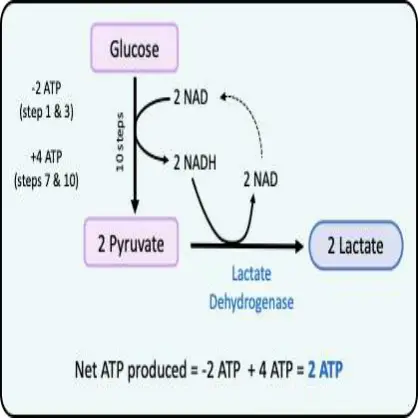 Glucose
-2 ATP
(step 1 & 3)
2 NAD
10 steps
+4 ATP
(steps 7 & 10)
2 NADH
2 NAD
2 Pyruvate
2 Lactate
Lactate
Dehydrogenase
Net ATP produced = -2 ATP + 4 ATP = 2 ATP